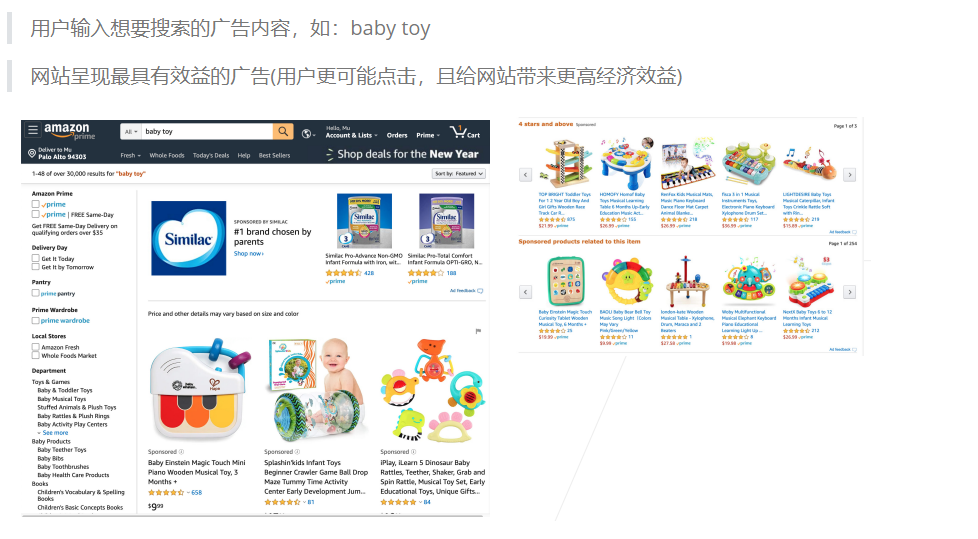 用户输入想要搜索的广告内容，如：baby toy
网站呈现最具有效益的广告(用户更可能点击，且给网站带来更高经济效益)
amazon
prime
All
baby toy
Hello, Mu
Account & Lists
Orders
Prime
1
Cart
Deliver to Mu
Palo Alto 94303
Fresh
Whole Foods
Today's Deals
Help
Best Sellers
Shop deals for the New Year
1-48 of over 30,000 results for "baby toy"
Sort by: Featured
Amazon Prime
prime
prime | FREE Same-Day
Get FREE Same-Day Delivery on
qualifying orders over $35
Delivery Day
Get It Today
Get It by Tomorrow
Pantry
prime pantry
Prime Wardrobe
prime wardrobe
Local Stores
Amazon Fresh
Whole Foods Market
Department
Toys & Games
Baby & Toddler Toys
Baby Musical Toys
Stuffed Animals & Plush Toys
Baby Rattles & Plush Rings
Baby Activity Play Centers
See more
Baby Products
Baby Teether Toys
Baby Bibs
Baby Toothbrushes
Baby Health Care Products
Books
Children's Vocabulary & Spelling
Books
Children's Basic Concepts Books
Similac
SPONSORED BY SIMILAC
#1 brand chosen by
parents
Shop now
Similac
Similac
Similac Pro-Advance Non-GMO
Infant Formula with Iron, wit...
428
prime
Similac Pro-Total Comfort
Infant Formula OPTI-GRO, N...
188
prime
Ad feedback
Price and other details may vary based on size and color
Sponsored
Baby Einstein Magic Touch Mini
Piano Wooden Musical Toy, 3
Months +
658
$9.99
Sponsored
Splashin'kids Infant Toys
Beginner Crawler Game Ball Drop
Maze Tummy Time Activity
Center Early Development Jum...
81
Sponsored
iPlay, iLearn 5 Dinosaur Baby
Rattles, Teether, Shaker, Grab and
Spin Rattles, Musical Toy Set, Early
Educational Toys, Unique Gifts...
84
4 stars and above
Sponsored
Page 1 of 5
TOP BRIGHT Toddler Toys
For 1 2 Year Old Boy And
Girl Gifts Wooden Race
Track Car R...
875
$21.99 prime
HOMOFY Homof Baby
Toys Musical Learning
Table 6 Months Up-Early
Education Music Act...
155
$26.99 prime
RenFox Kids Musical Mats,
Music Piano Keyboard
Dance Floor Mat Carpet
Animal Blanke...
218
prime
Fisca 3 in 1 Musical
Instruments Toys,
Electronic Piano Keyboard
Xylophone Drum Set...
117
$36.99 prime
LIGHTDESIRE Baby Toys
Caterpillar Ladybug, Infant
Toys Crinkle Rattle Soft
with Rin...
219
$15.89 prime
Ad feedback
Sponsored products related to this item
Page 1 of 254
Baby Einstein Magic Touch
Curiosity Tablet Wooden
Musical Toy, 6 Months +
25
$19.99 prime
BAOLI Baby Bear Bell Toy
Music Song Light (Colors
May Vary
Pink/Green/Yellow
11
$9.99 prime
london-kate Wooden
Musical Table - Xylophone,
Drum, Maraca and 2
Beaters
1
$27.50 prime
Woby Multifunctional
Musical Elephant Keyboard
Piano Educational
Learning Light Up...
8
$19.98 prime
$3
NextX Baby Toys 6 to 12
Months Infant Musical
Learning Toys
212
$26.99 prime
Ad feedback